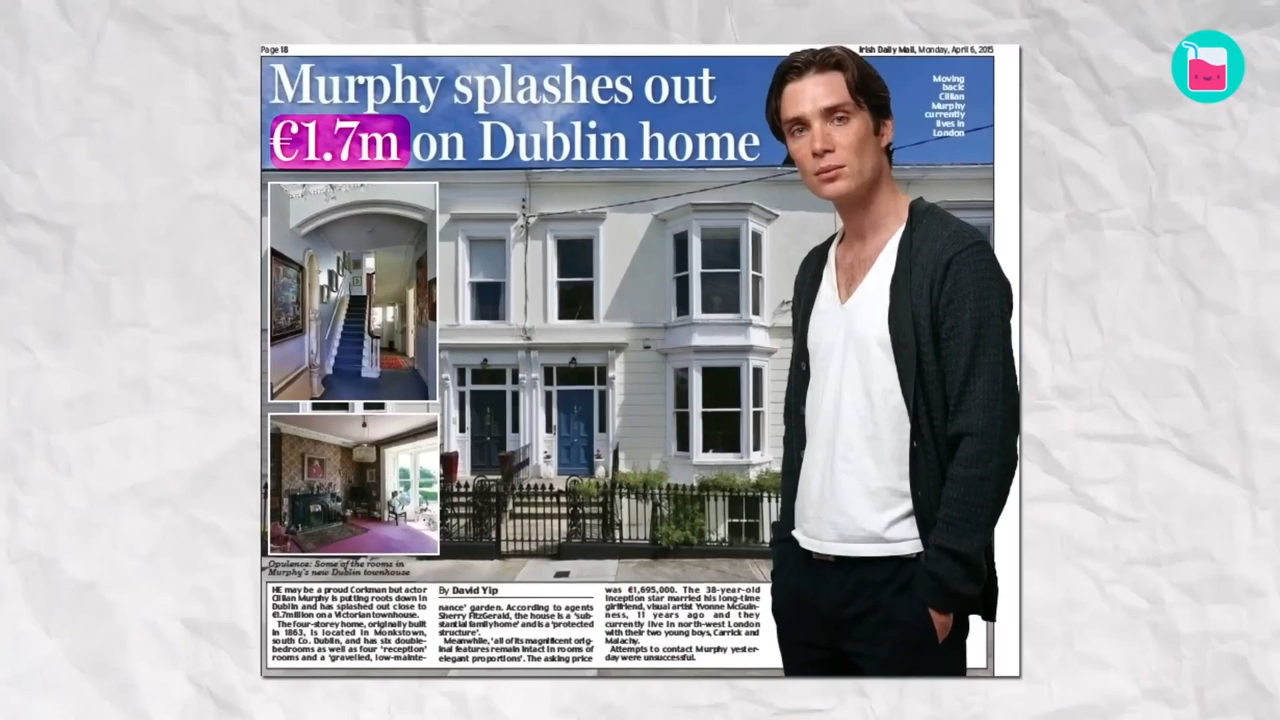 Page 18
Irish Daily Mail, Monday, April 6, 2015
Murphy splashes out
€1.7m on Dublin home
Moving
back:
Cillian
Murphy
currently
lives in
London
Opulence: Some of the rooms in
Murphy's new Dublin townhouse
HE may be a proud Corkman but actor
Cillian Murphy is putting roots down in
Dublin and has splashed out close to
€1.7million on a Victorian townhouse.
The four-storey home, originally built
in 1863, is located in Monkstown,
south Co. Dublin, and has six double-
bedrooms as well as four 'reception'
rooms and a 'gravelled, low-mainte-
By David Yip
nance' garden. According to agents
Sherry FitzGerald, the house is a 'sub-
stantial family home' and is a 'protected
structure'.
Meanwhile, 'all of its magnificent orig-
inal features remain intact in rooms of
elegant proportions'. The asking price
was €1,695,000. The 38-year-old
Inception star married his long-time
girlfriend, visual artist Yvonne McGuin-
ness, 11 years ago and they
currently live in north-west London
with their two young boys, Carrick and
Malachy.
Attempts to contact Murphy yester-
day were unsuccessful.